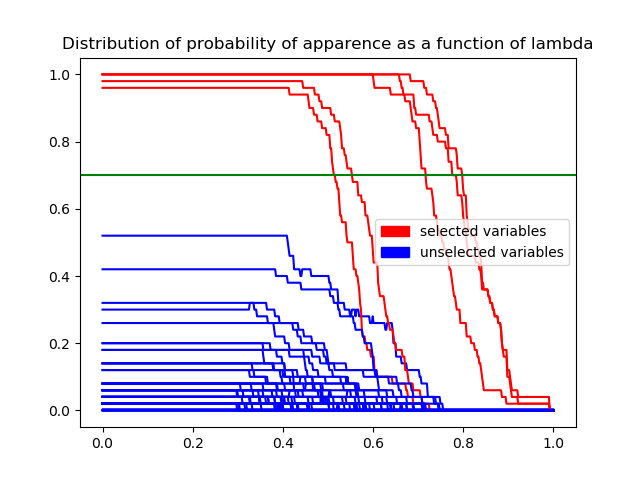 Distribution of probability of apparence as a function of lambda
1.0
0.8
0.6
0.4
0.2
0.0
selected variables
unselected variables
0.0 0.2 0.4 0.6 0.8 1.0